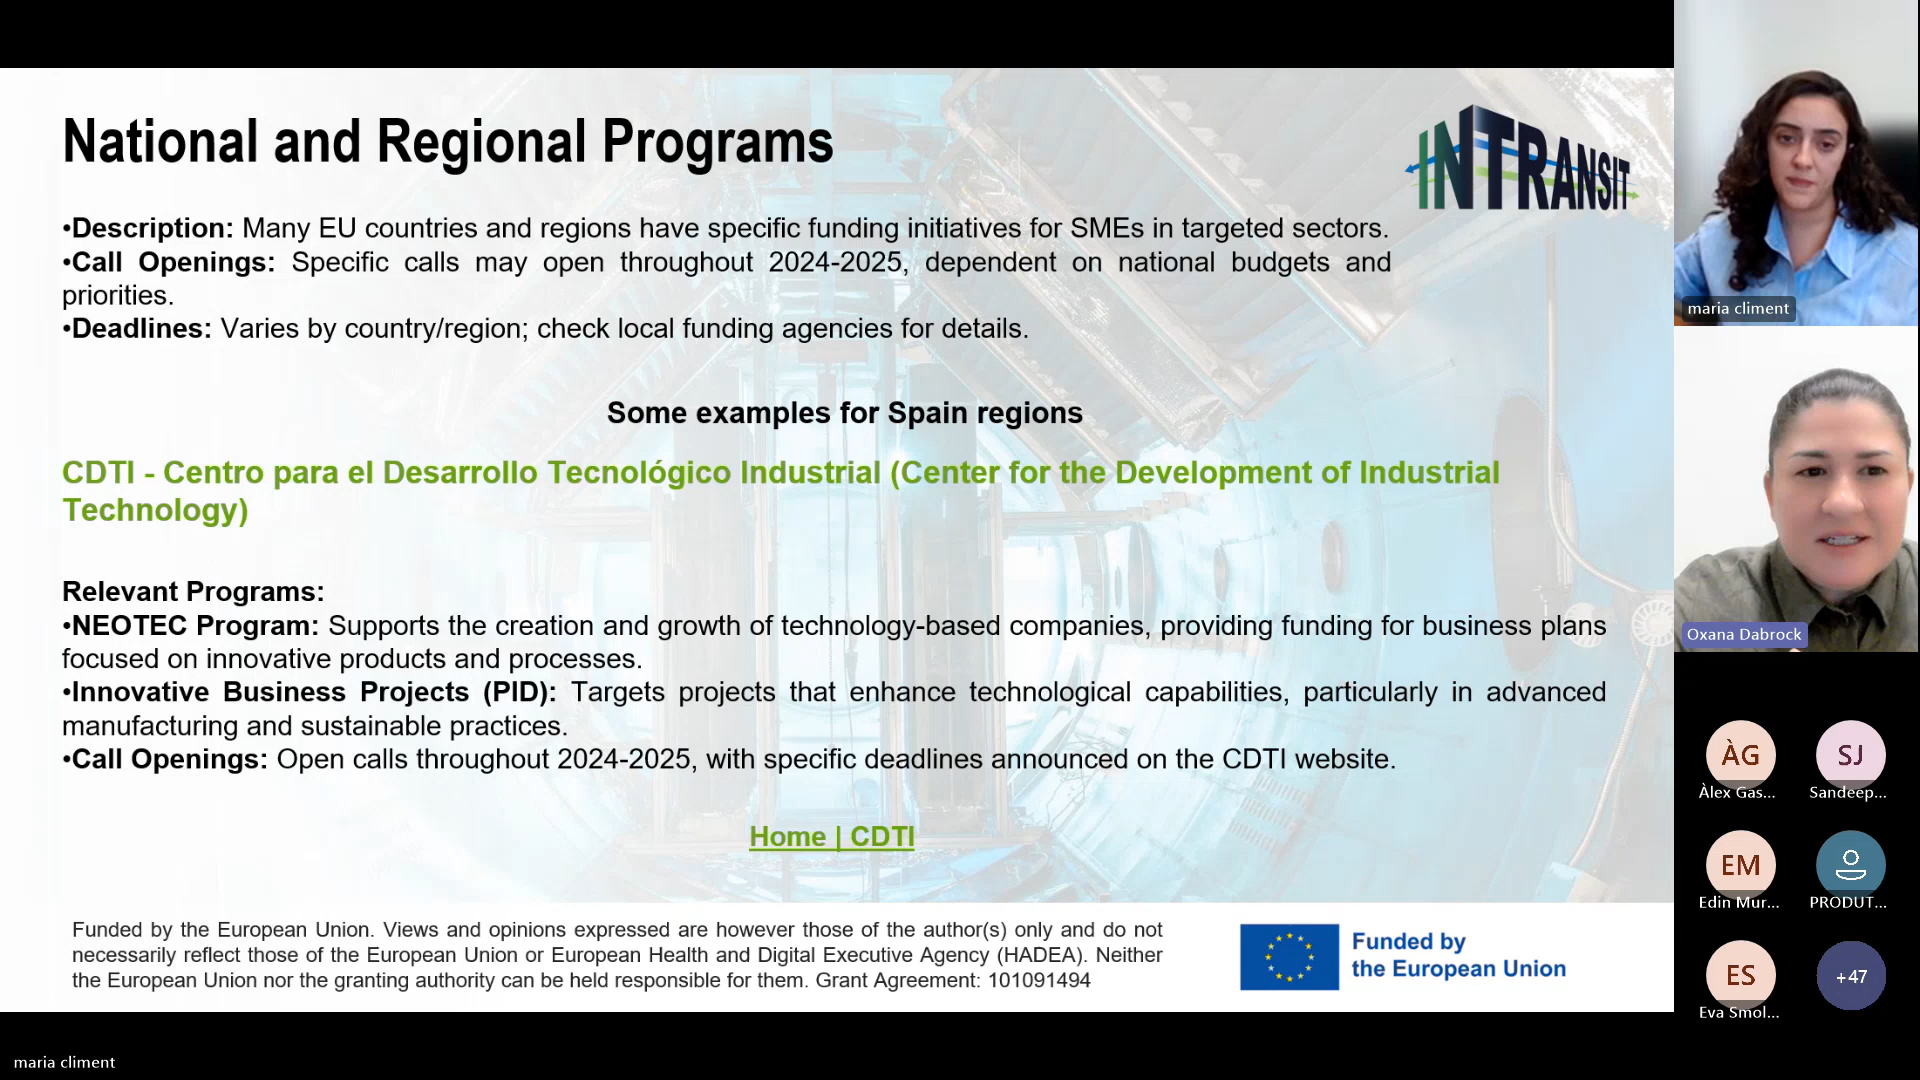 National and Regional Programs
INTRANSIT
•Description: Many EU countries and regions have specific funding initiatives for SMEs in targeted sectors.
•Call Openings: Specific calls may open throughout 2024-2025, dependent on national budgets and
priorities.
•Deadlines: Varies by country/region; check local funding agencies for details.
Some examples for Spain regions
CDTI - Centro para el Desarrollo Tecnológico Industrial (Center for the Development of Industrial
Technology)
Relevant Programs:
•NEOTEC Program: Supports the creation and growth of technology-based companies, providing funding for business plans
focused on innovative products and processes.
•Innovative Business Projects (PID): Targets projects that enhance technological capabilities, particularly in advanced
manufacturing and sustainable practices.
•Call Openings: Open calls throughout 2024-2025, with specific deadlines announced on the CDTI website.
Home | CDTI
Funded by the European Union. Views and opinions expressed are however those of the author(s) only and do not
necessarily reflect those of the European Union or European Health and Digital Executive Agency (HADEA). Neither
the European Union nor the granting authority can be held responsible for them. Grant Agreement: 101091494
Funded by
the European Union
maria climent
maria climent
Oxana Dabrock
ÀG
Àlex Gas...
SJ
Sandeep...
EM
Edin Mur...
PRODUT...
ES
Eva Smol...
+47